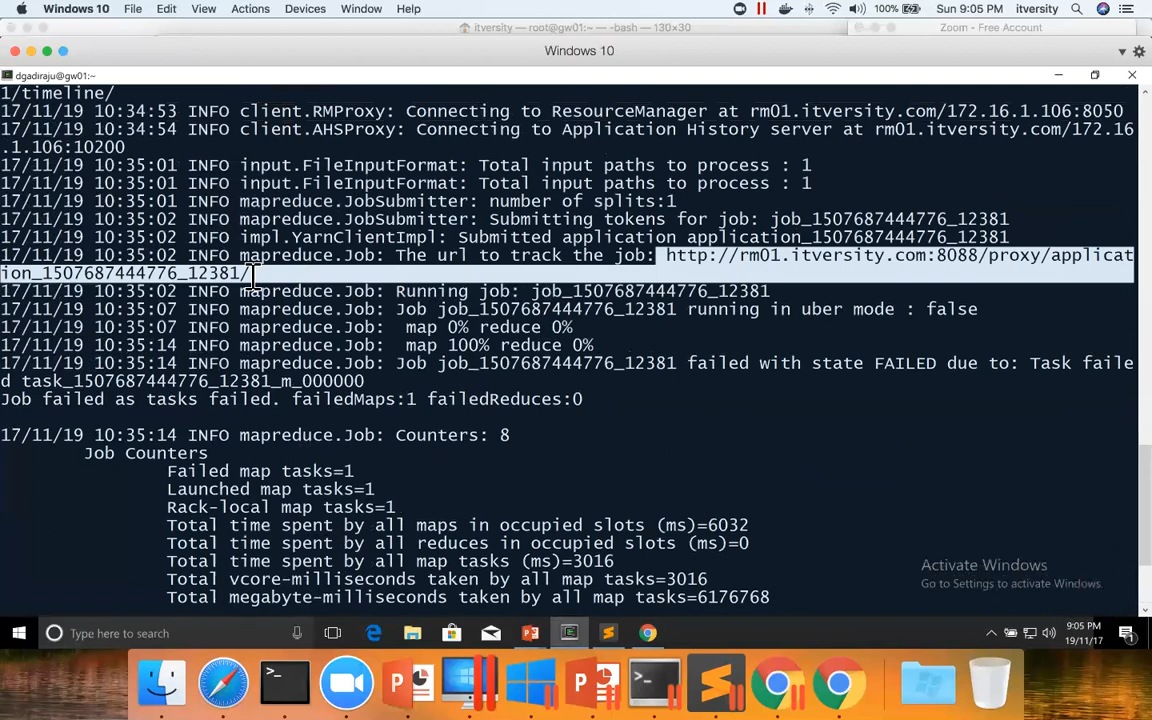 Windows 10 File Edit View Actions Devices Window Help 100% Sun 9:05 PM itversity
itversity — root@gw01:~ — -bash — 130×30 Zoom - Free Account
Windows 10
dgadiraju@gw01:~
1/timeline/
17/11/19 10:34:53 INFO client.RMProxy: Connecting to ResourceManager at rm01.itversity.com/172.16.1.106:8050
17/11/19 10:34:54 INFO client.AHSProxy: Connecting to Application History server at rm01.itversity.com/172.16
.1.106:10200
17/11/19 10:35:01 INFO input.FileInputFormat: Total input paths to process : 1
17/11/19 10:35:01 INFO input.FileInputFormat: Total input paths to process : 1
17/11/19 10:35:01 INFO mapreduce.JobSubmitter: number of splits:1
17/11/19 10:35:02 INFO mapreduce.JobSubmitter: Submitting tokens for job: job_1507687444776_12381
17/11/19 10:35:02 INFO impl.YarnClientImpl: Submitted application application_1507687444776_12381
17/11/19 10:35:02 INFO mapreduce.Job: The url to track the job: http://rm01.itversity.com:8088/proxy/applicat
ion_1507687444776_12381/
17/11/19 10:35:02 INFO mapreduce.Job: Running job: job_1507687444776_12381
17/11/19 10:35:07 INFO mapreduce.Job: Job job_1507687444776_12381 running in uber mode : false
17/11/19 10:35:07 INFO mapreduce.Job:  map 0% reduce 0%
17/11/19 10:35:14 INFO mapreduce.Job:  map 100% reduce 0%
17/11/19 10:35:14 INFO mapreduce.Job: Job job_1507687444776_12381 failed with state FAILED due to: Task faile
d task_1507687444776_12381_m_000000
Job failed as tasks failed. failedMaps:1 failedReduces:0
17/11/19 10:35:14 INFO mapreduce.Job: Counters: 8
Job Counters
Failed map tasks=1
Launched map tasks=1
Rack-local map tasks=1
Total time spent by all maps in occupied slots (ms)=6032
Total time spent by all reduces in occupied slots (ms)=0
Total time spent by all map tasks (ms)=3016
Total vcore-milliseconds taken by all map tasks=3016
Total megabyte-milliseconds taken by all map tasks=6176768
Activate Windows
Go to Settings to activate Windows.
Type here to search
9:05 PM
19/11/17